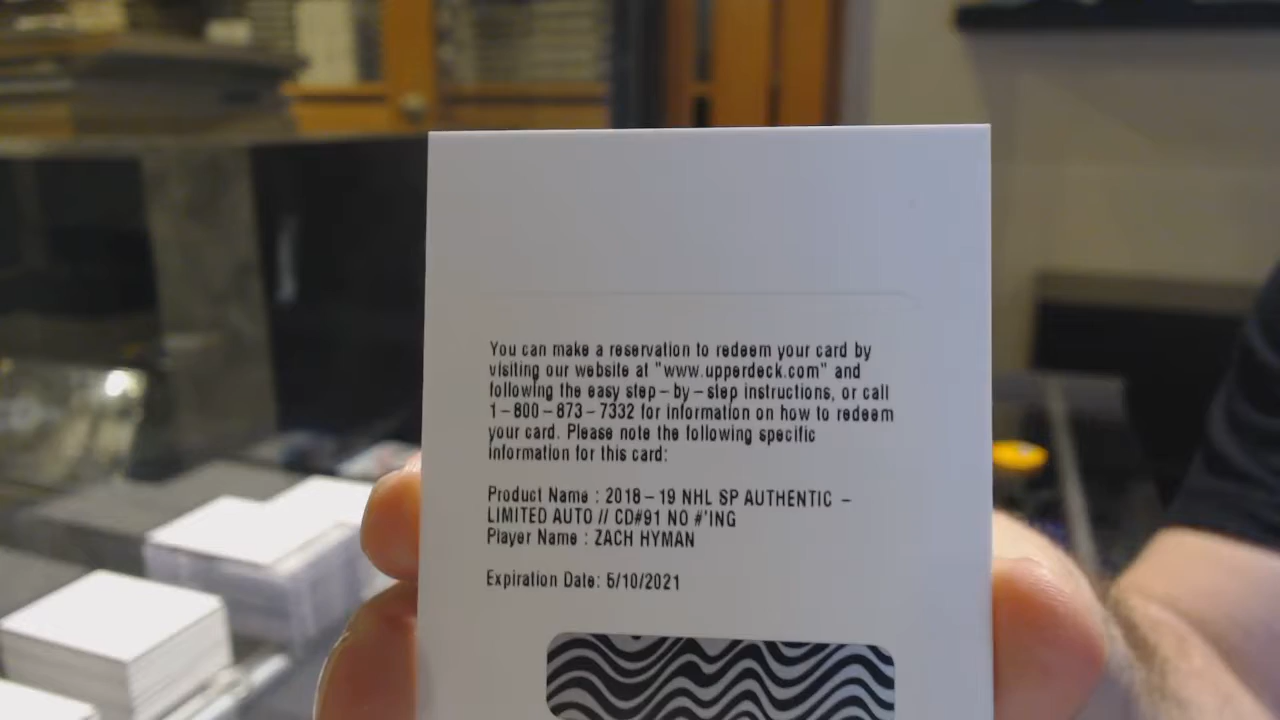 You can make a reservation to redeem your card by
visiting our website at "www.upperdeck.com" and
following the easy step-by-step instructions, or call
1-800-873-7332 for information on how to redeem
your card. Please note the following specific
information for this card:
Product Name : 2018-19 NHL SP AUTHENTIC -
LIMITED AUTO // CD#91 NO #'ING
Player Name : ZACH HYMAN
Expiration Date: 5/10/2021